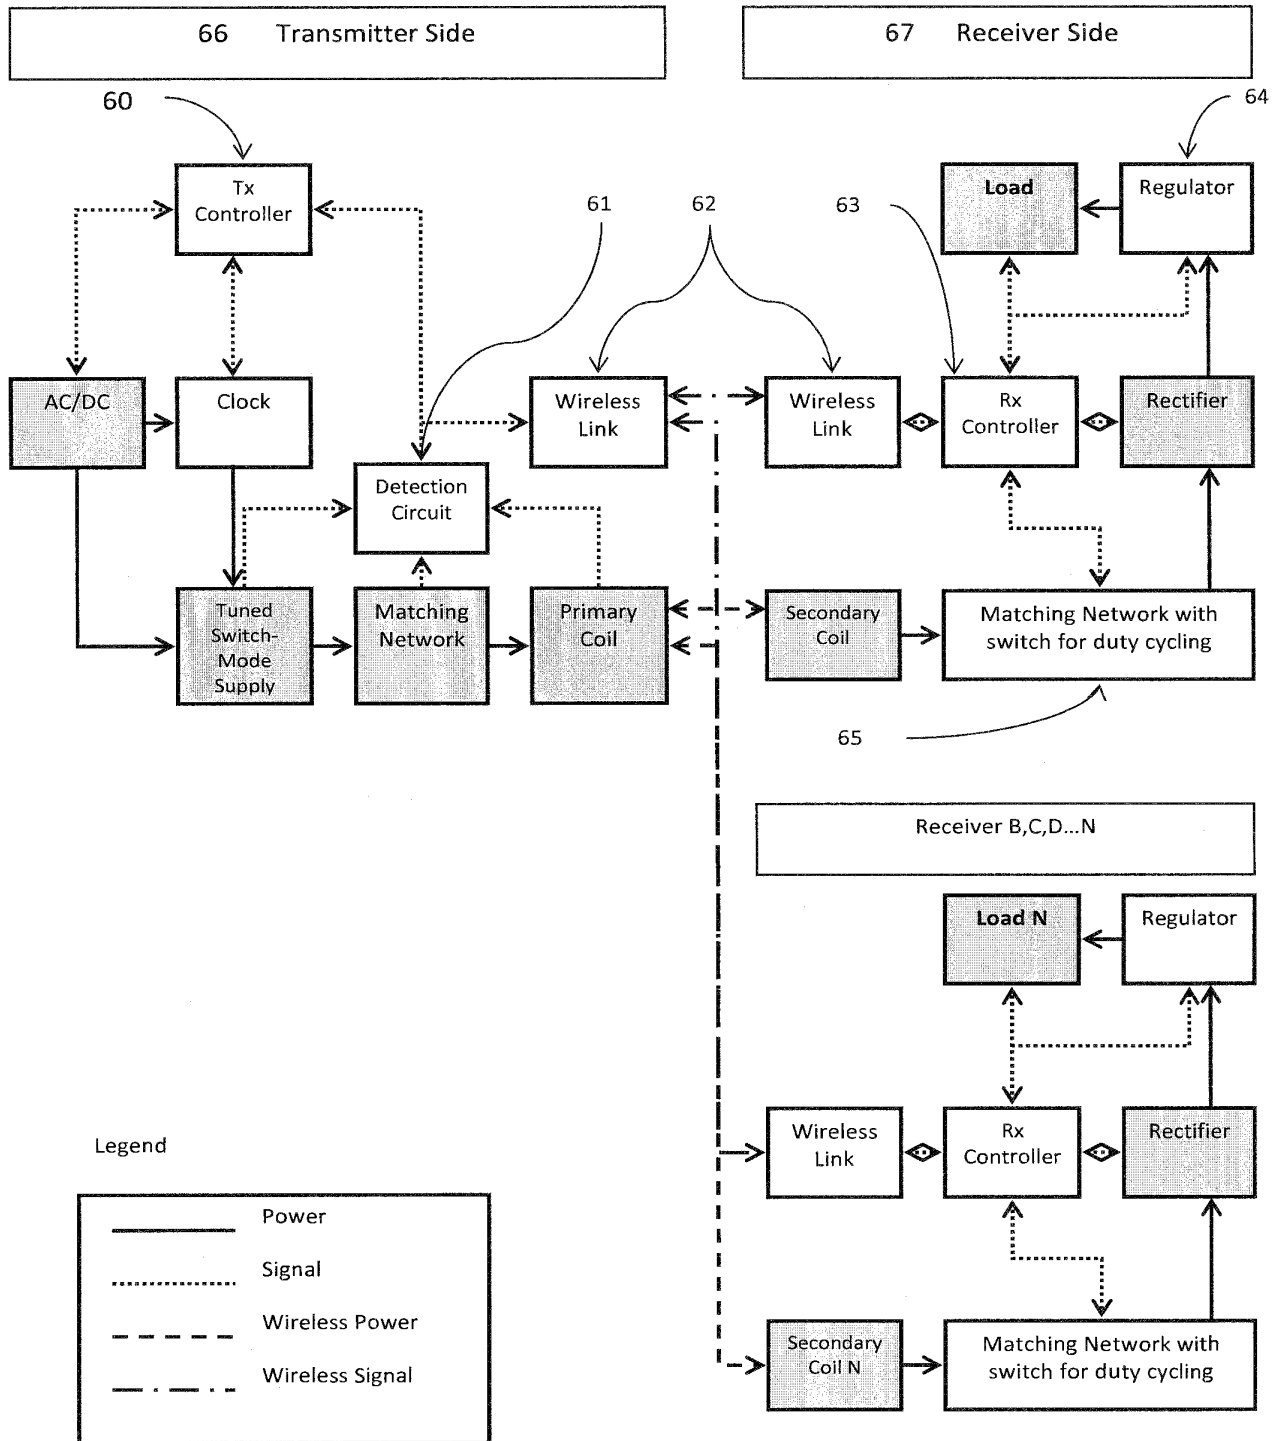 66 Transmitter Side
67 Receiver Side
60
64
Tx
Controller
61
62
63
Load
Regulator
AC/DC
Clock
Wireless
Link
Wireless
Link
Rx
Controller
Rectifier
Detection
Circuit
Tuned
Switch-
Mode
Supply
Matching
Network
Primary
Coil
Secondary
Coil
Matching Network with
switch for duty cycling
65
Receiver B,C,D...N
Load N
Regulator
Wireless
Link
Rx
Controller
Rectifier
Secondary
Coil N
Matching Network with
switch for duty cycling
Legend
Power
Signal
Wireless Power
Wireless Signal